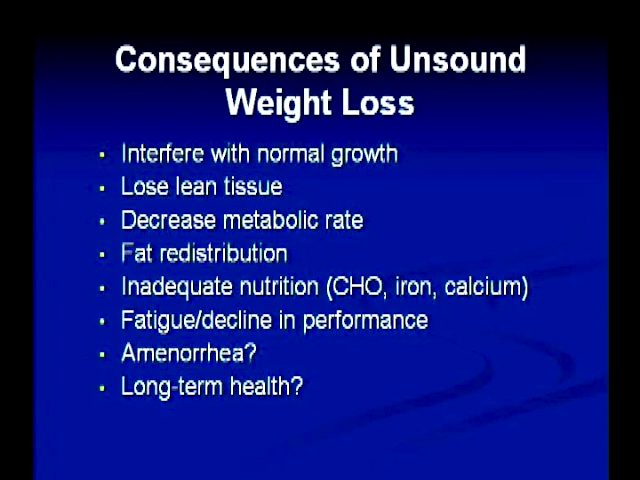 Consequences of Unsound
Weight Loss
• Interfere with normal growth
• Lose lean tissue
• Decrease metabolic rate
• Fat redistribution
• Inadequate nutrition (CHO, iron, calcium)
• Fatigue/decline in performance
• Amenorrhea?
• Long-term health?